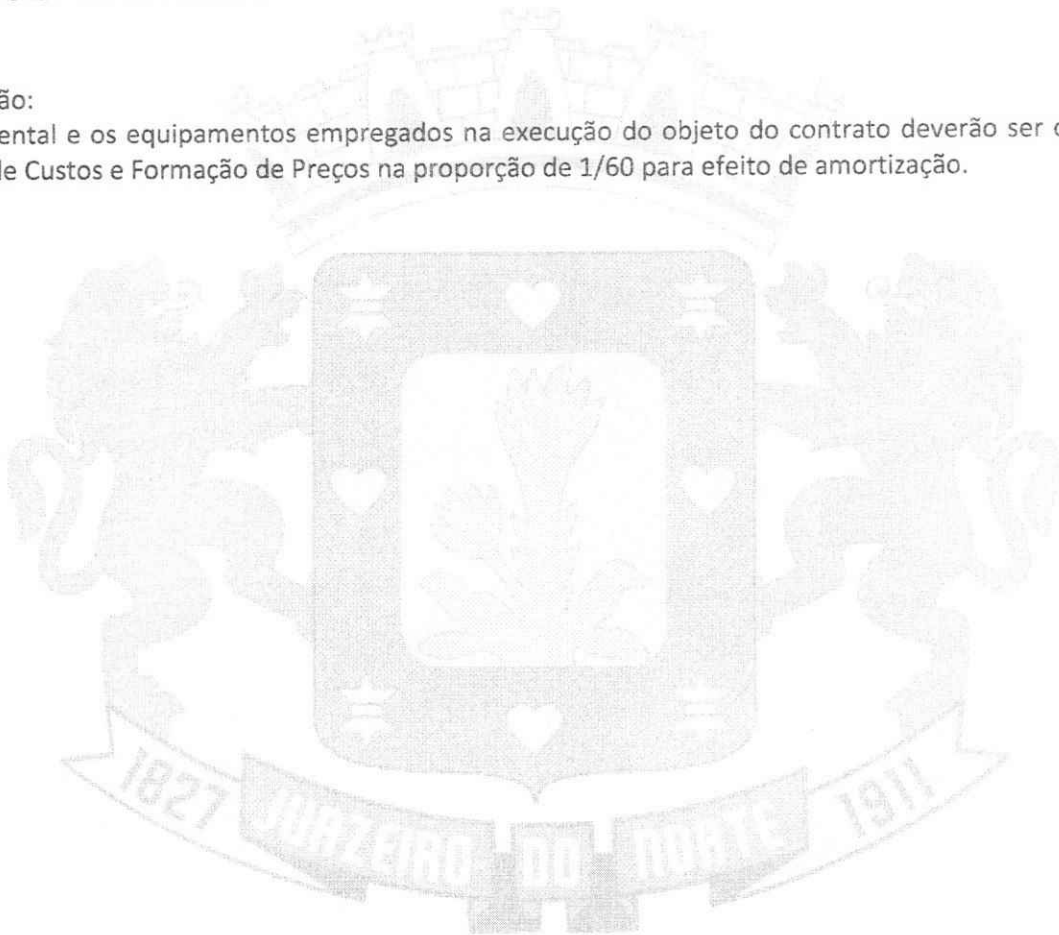 ão:
ental e os equipamentos empregados na execução do objeto do contrato deverão ser
de Custos e Formação de Preços na proporção de 1/60 para efeito de amortização.
1827 JUAZEIRO DO NORTE 1911